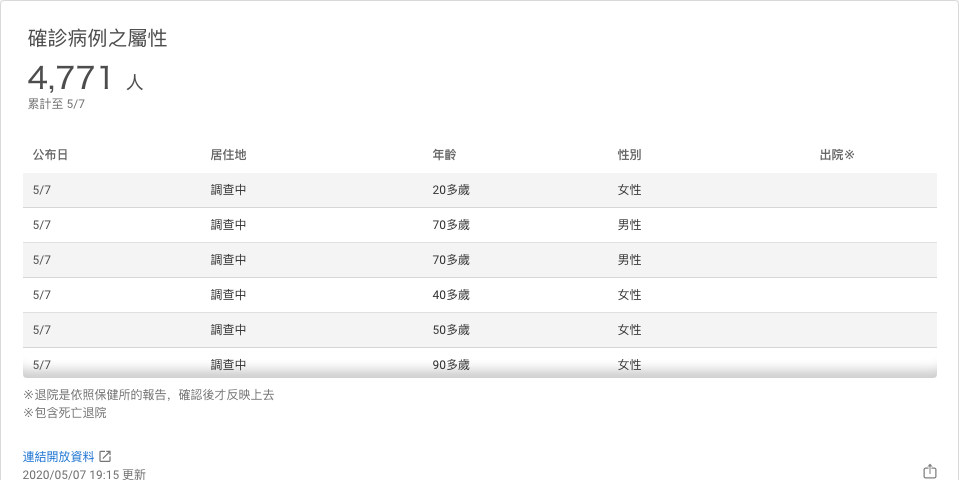 確診病例之屬性
4,771 人
累計至 5/7
公布日 居住地 年齡 性別 出院※
5/7 調查中 20多歲 女性
5/7 調查中 70多歲 男性
5/7 調查中 70多歲 男性
5/7 調查中 40多歲 女性
5/7 調查中 50多歲 女性
5/7 調查中 90多歲 女性
※退院是依照保健所的報告，確認後才反映上去
※包含死亡退院
連結開放資料
2020/05/07 19:15 更新